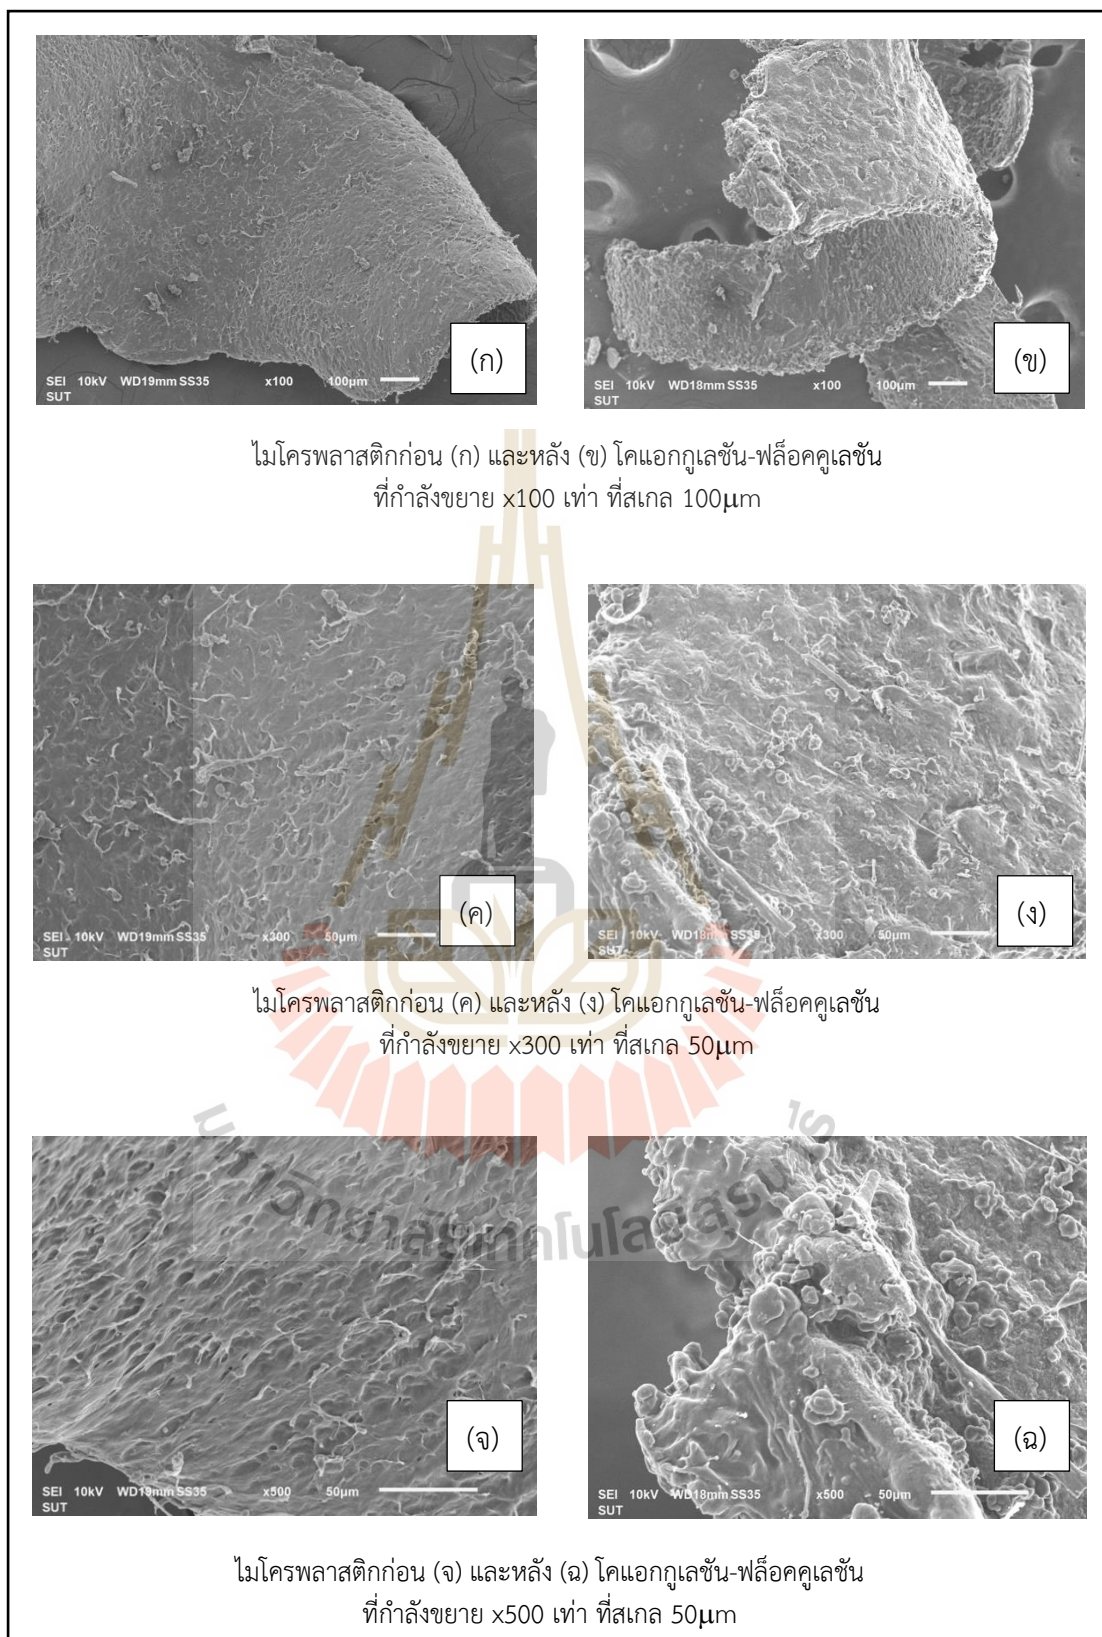 (ก)
SEI 10kV WD19mm SS35 x100 100µm
SUT
(ข)
SEI 10kV WD18mm SS35 x100 100µm
SUT
ไมโครพลาสติกก่อน (ก) และหลัง (ข) โคแอกกูเลชัน-ฟล็อคคูเลชัน
ที่กำลังขยาย x100 เท่า ที่สเกล 100µm
(ค)
SEI 10kV WD19mm SS35 x300 50µm
SUT
(ง)
SEI 10kV WD18mm SS35 x300 50µm
SUT
ไมโครพลาสติกก่อน (ค) และหลัง (ง) โคแอกกูเลชัน-ฟล็อคคูเลชัน
ที่กำลังขยาย x300 เท่า ที่สเกล 50µm
(จ)
SEI 10kV WD19mm SS35 x500 50µm
SUT
(ฉ)
SEI 10kV WD18mm SS35 x500 50µm
SUT
ไมโครพลาสติกก่อน (จ) และหลัง (ฉ) โคแอกกูเลชัน-ฟล็อคคูเลชัน
ที่กำลังขยาย x500 เท่า ที่สเกล 50µm